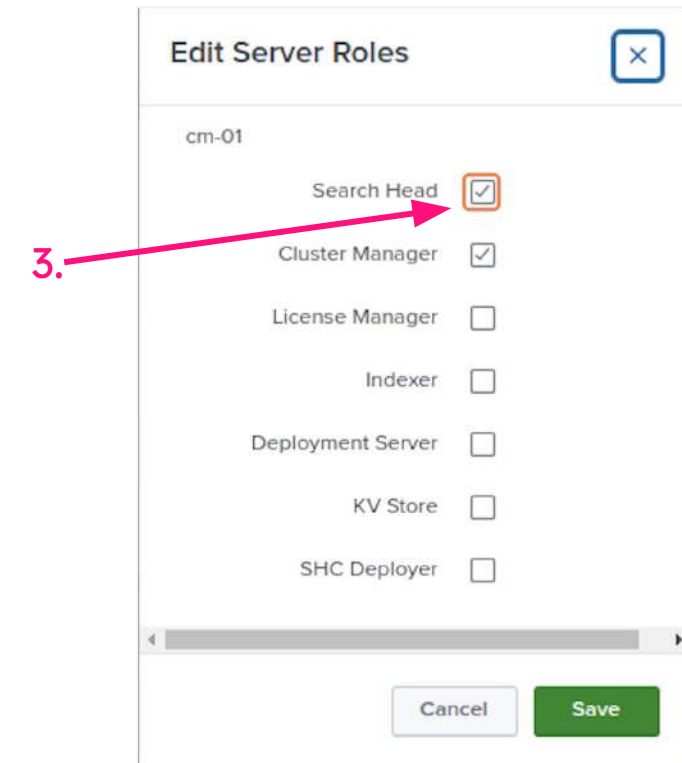 Edit Server Roles
cm-01
Search Head
3.
Cluster Manager
License Manager
Indexer
Deployment Server
KV Store
SHC Deployer
Cancel Save